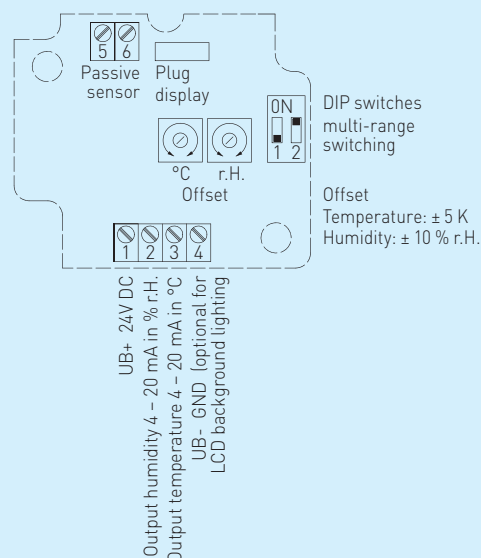 5 6
Passive
sensor
Plug
display
ON
1 2
DIP switches
multi-range
switching
°C r.H.
Offset
Offset
Temperature: ± 5 K
Humidity: ± 10 % r.H.
1 2 3 4
UB+ 24V DC
Output humidity 4 – 20 mA in % r.H.
Output temperature 4 – 20 mA in °C
UB- GND (optional for
LCD background lighting